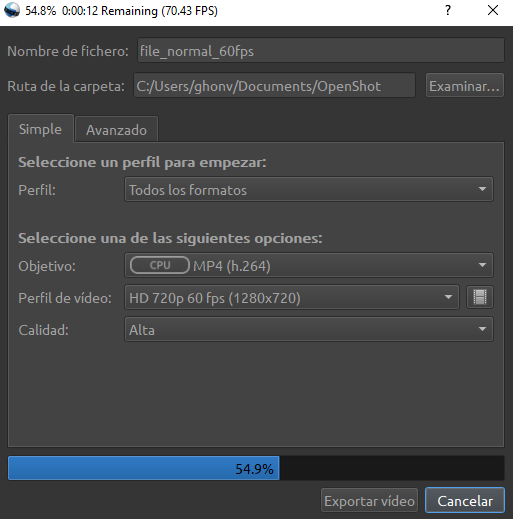 54.8%  0:00:12 Remaining (70.43 FPS) ? ×
Nombre de fichero: file_normal_60fps
Ruta de la carpeta: C:/Users/ghonv/Documents/OpenShot Examinar...
Simple Avanzado
Seleccione un perfil para empezar:
Perfil: Todos los formatos
Seleccione una de las siguientes opciones:
Objetivo: CPU MP4 (h.264)
Perfil de vídeo: HD 720p 60 fps (1280x720)
Calidad: Alta
54.9%
Exportar vídeo Cancelar